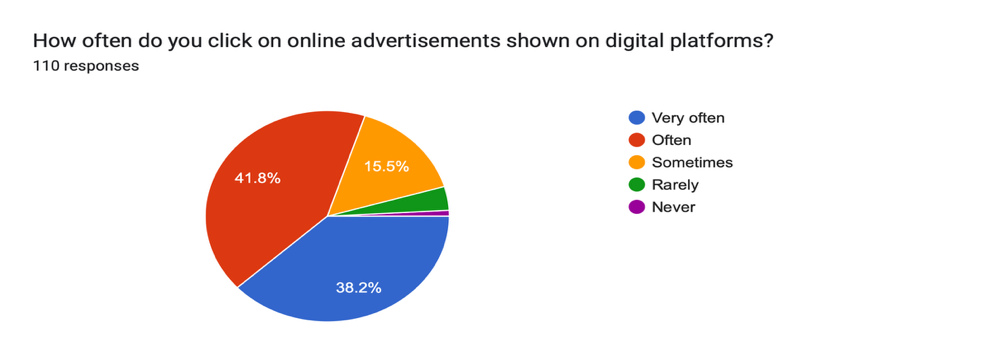 How often do you click on online advertisements shown on digital platforms?
110 responses
41.8%
15.5%
38.2%
Very often
Often
Sometimes
Rarely
Never